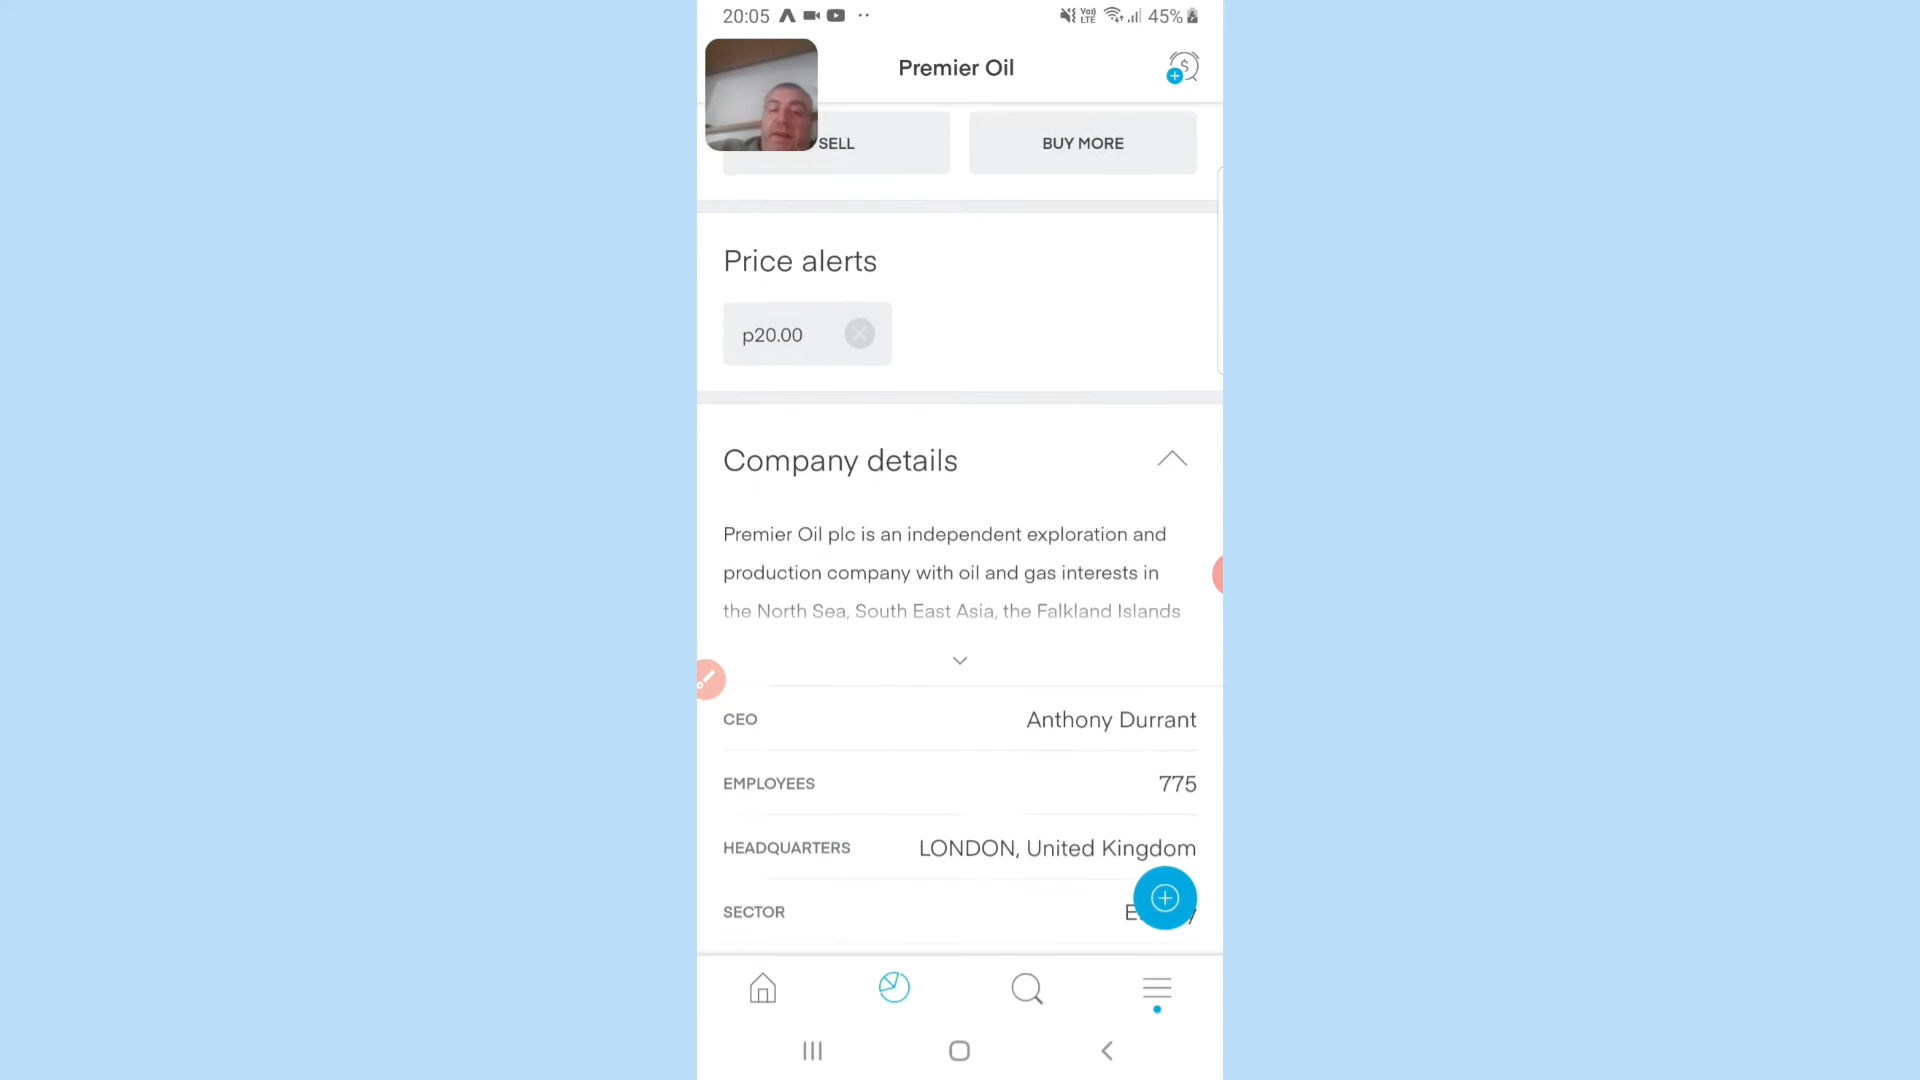 20:05
Vo)) LTE 45%
Premier Oil
SELL
BUY MORE
Price alerts
p20.00
Company details
Premier Oil plc is an independent exploration and
production company with oil and gas interests in
the North Sea, South East Asia, the Falkland Islands
CEO Anthony Durrant
EMPLOYEES 775
HEADQUARTERS LONDON, United Kingdom
SECTOR